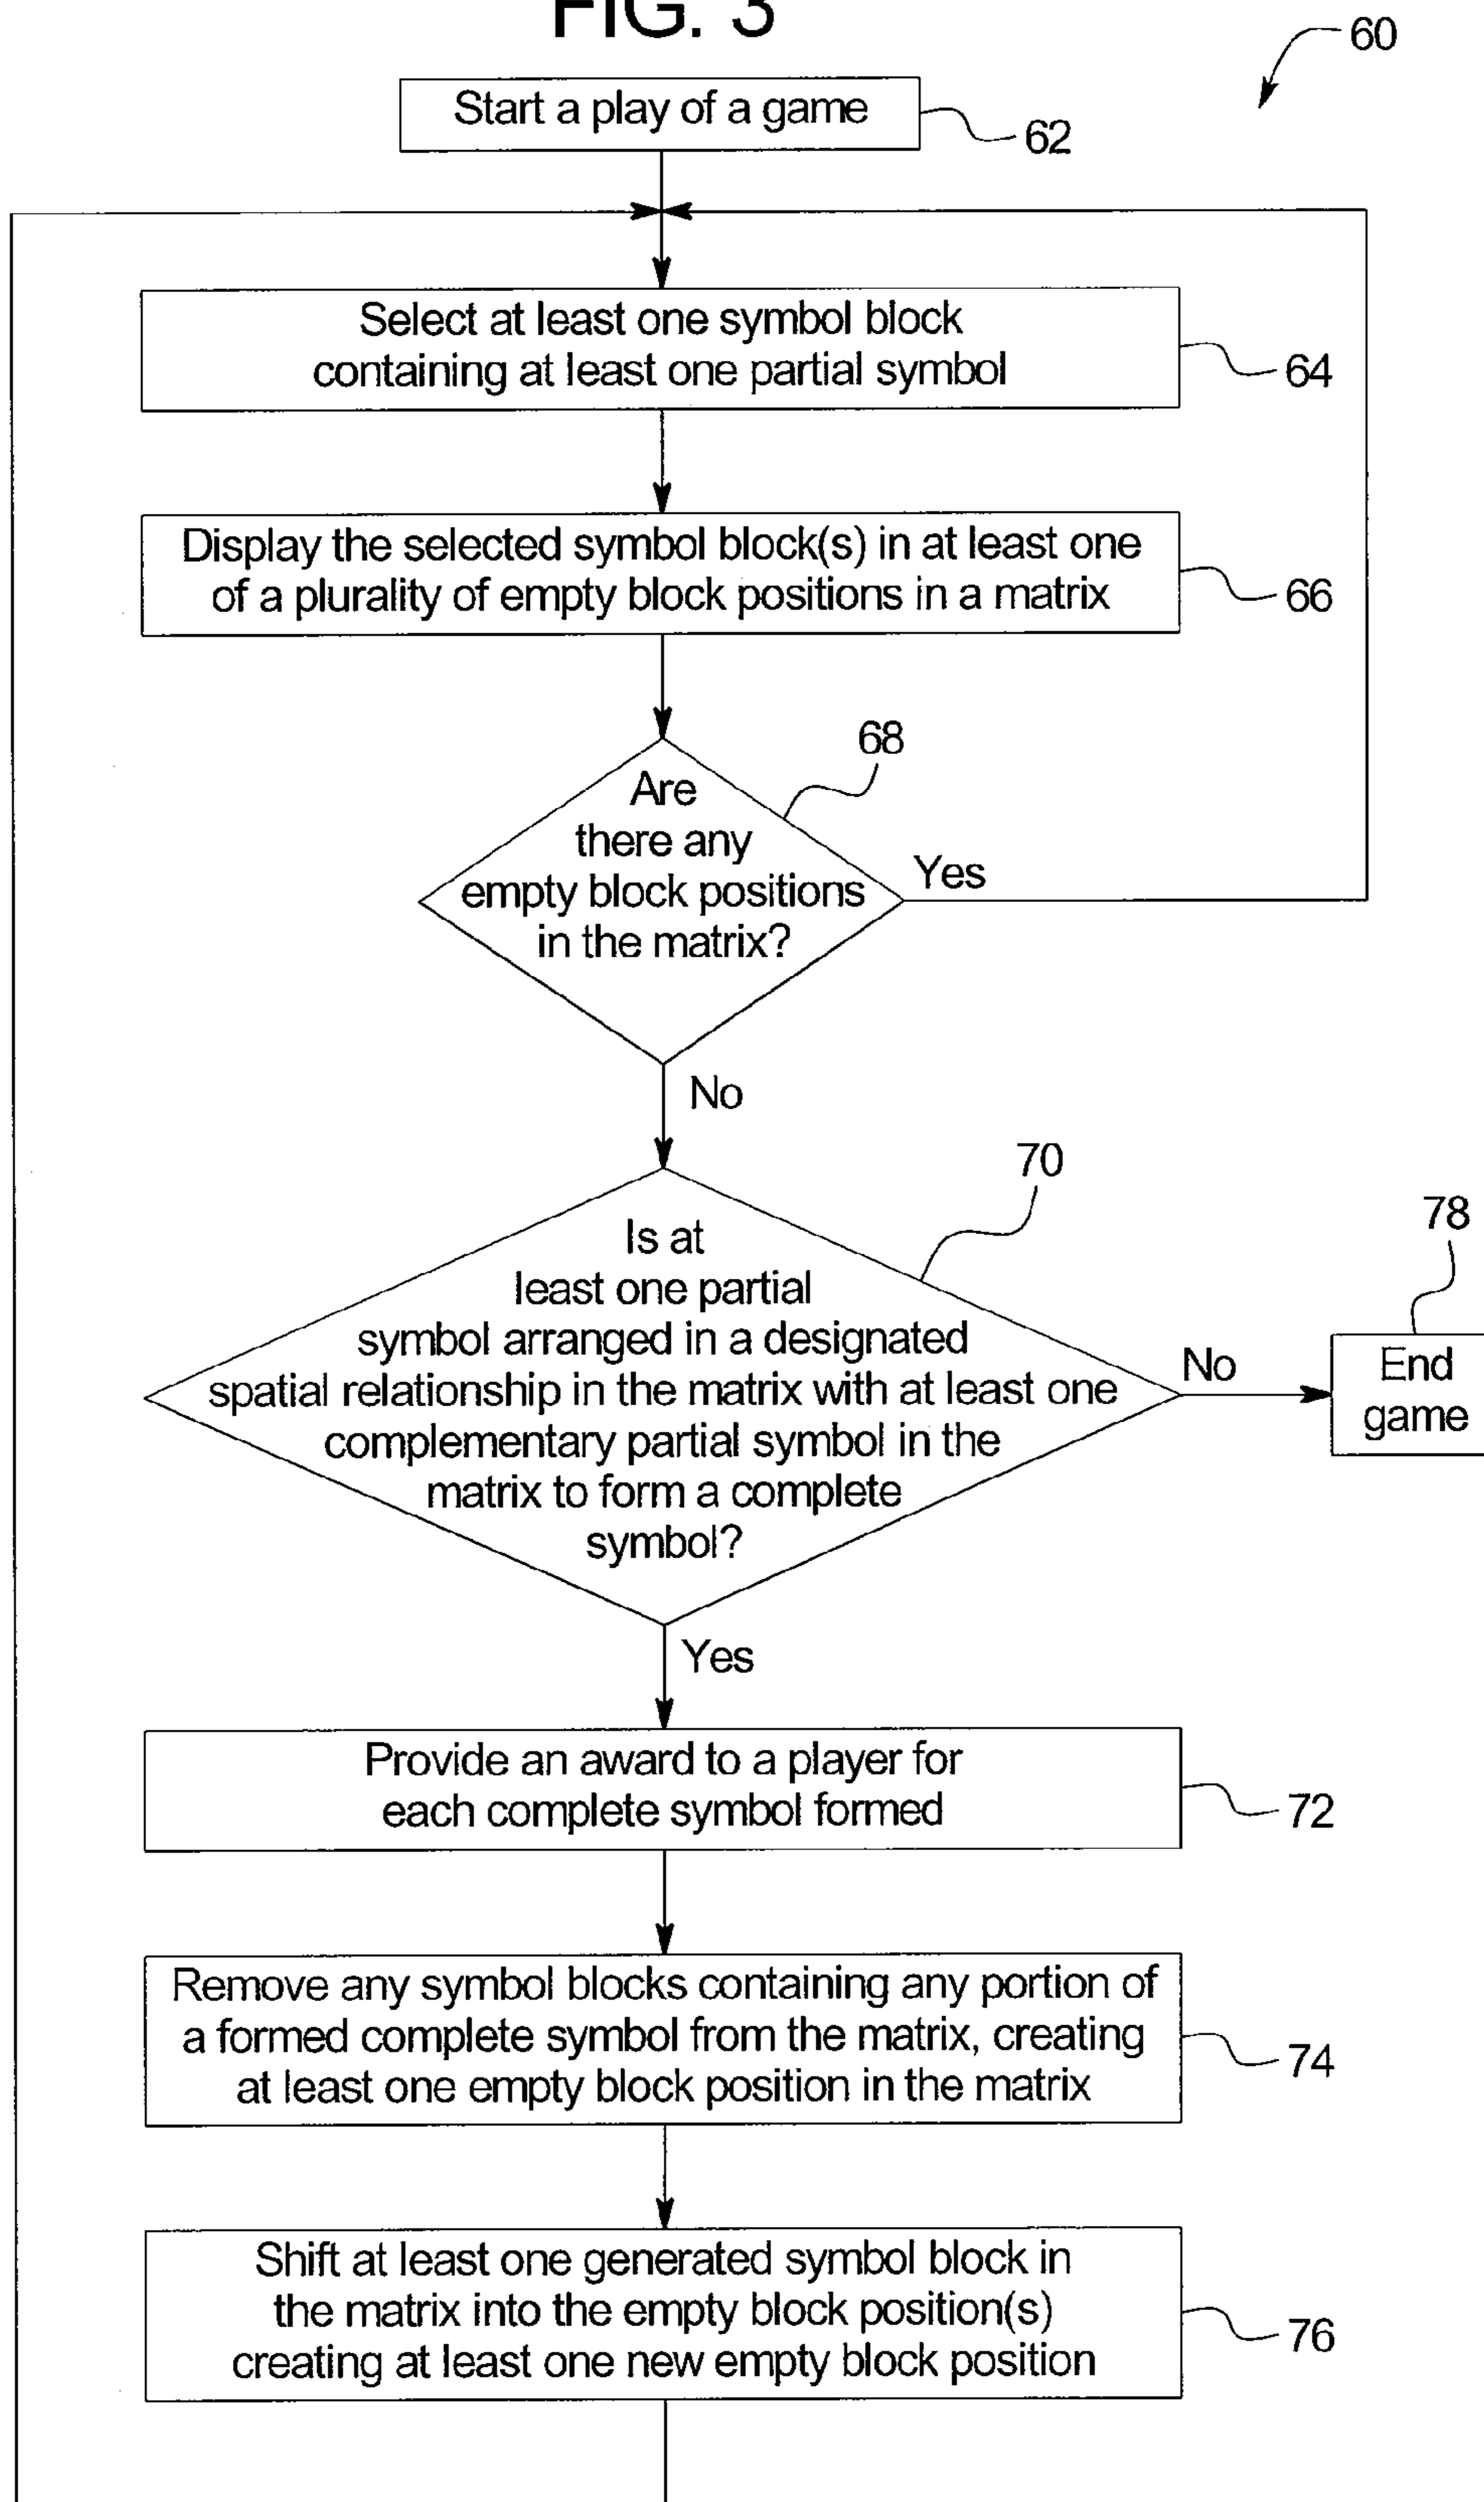 FIG. 3
60
Start a play of a game
62
Select at least one symbol block
containing at least one partial symbol
64
Display the selected symbol block(s) in at least one
of a plurality of empty block positions in a matrix
66
68
Are
there any
empty block positions
in the matrix?
Yes
No
70
Is at
least one partial
symbol arranged in a designated
spatial relationship in the matrix with at least one
complementary partial symbol in the
matrix to form a complete
symbol?
No
78
End
game
Yes
Provide an award to a player for
each complete symbol formed
72
Remove any symbol blocks containing any portion of
a formed complete symbol from the matrix, creating
at least one empty block position in the matrix
74
Shift at least one generated symbol block in
the matrix into the empty block position(s)
creating at least one new empty block position
76